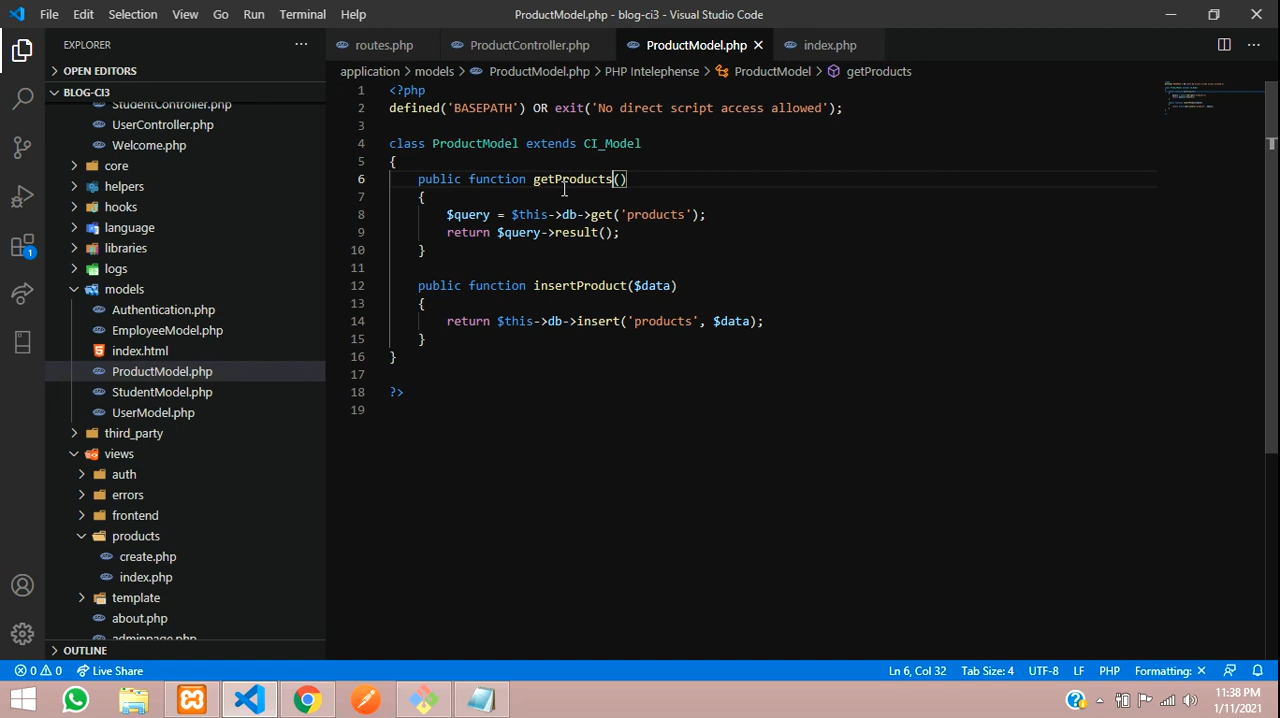 File Edit Selection View Go Run Terminal Help ProductModel.php - blog-ci3 - Visual Studio Code
EXPLORER
routes.php ProductController.php ProductModel.php index.php
OPEN EDITORS
application models ProductModel.php PHP Intelephense ProductModel getProducts
BLOG-CI3
StudentController.php
UserController.php
Welcome.php
core
helpers
hooks
language
libraries
logs
models
Authentication.php
EmployeeModel.php
index.html
ProductModel.php
StudentModel.php
UserModel.php
third_party
views
auth
errors
frontend
products
create.php
index.php
template
about.php
adminpage.php
OUTLINE
1 <?php
2 defined('BASEPATH') OR exit('No direct script access allowed');
3
4 class ProductModel extends CI_Model
5 {
6 public function getProducts()
7 {
8 $query = $this->db->get('products');
9 return $query->result();
10 }
11
12 public function insertProduct($data)
13 {
14 return $this->db->insert('products', $data);
15 }
16 }
17
18 ?>
19
1
0 0 Live Share Ln 6, Col 32 Tab Size: 4 UTF-8 LF PHP Formatting: ×
11:38 PM
1/11/2021